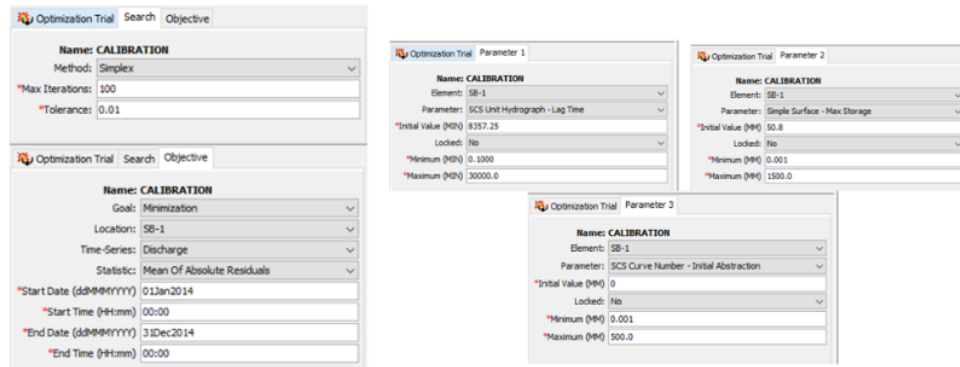 Optimization Trial Search Objective
Name: CALIBRATION
Method: Simplex
*Max Iterations: 100
*Tolerance: 0.01
Optimization Trial Search Objective
Name: CALIBRATION
Goal: Minimization
Location: SB-1
Time-Series: Discharge
Statistic: Mean Of Absolute Residuals
*Start Date (ddMMMYYYY) 01Jan2014
*Start Time (HH:mm) 00:00
*End Date (ddMMMYYYY) 31Dec2014
*End Time (HH:mm) 00:00
Optimization Trial Parameter 1
Name: CALIBRATION
Element: SB-1
Parameter: SCS Unit Hydrograph - Lag Time
*Initial Value (MIN) 8357.25
Locked: No
*Minimum (MIN) 0.1000
*Maximum (MIN) 30000.0
Optimization Trial Parameter 2
Name: CALIBRATION
Element: SB-1
Parameter: Simple Surface - Max Storage
*Initial Value (MM) 50.8
Locked: No
*Minimum (MM) 0.001
*Maximum (MM) 1500.0
Optimization Trial Parameter 3
Name: CALIBRATION
Element: SB-1
Parameter: SCS Curve Number - Initial Abstraction
*Initial Value (MM) 0
Locked: No
*Minimum (MM) 0.001
*Maximum (MM) 500.0